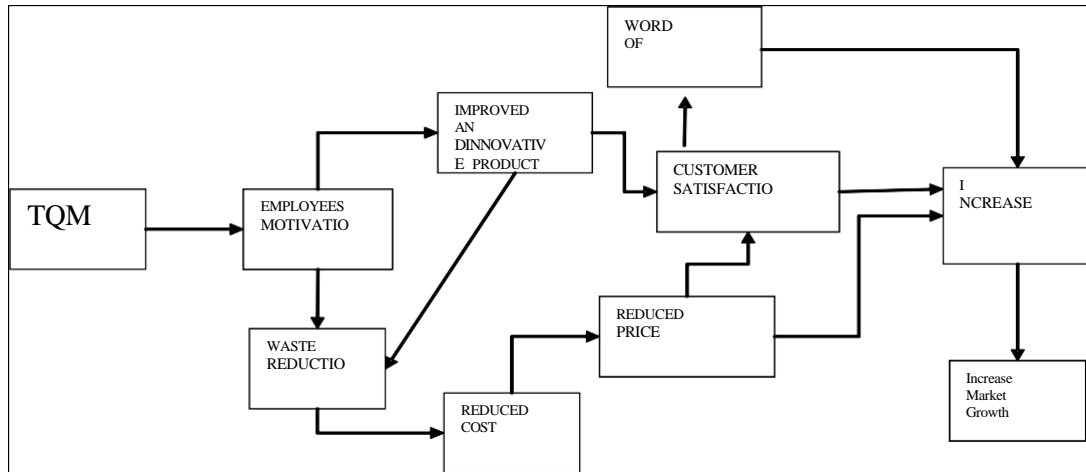 WORD
OF
IMPROVED
AN
DINNOVATIV
E PRODUCT
CUSTOMER
SATISFACTIO
TQM
EMPLOYEES
MOTIVATIO
I
NCREASE
WASTE
REDUCTIO
REDUCED
PRICE
REDUCED
COST
Increase
Market
Growth